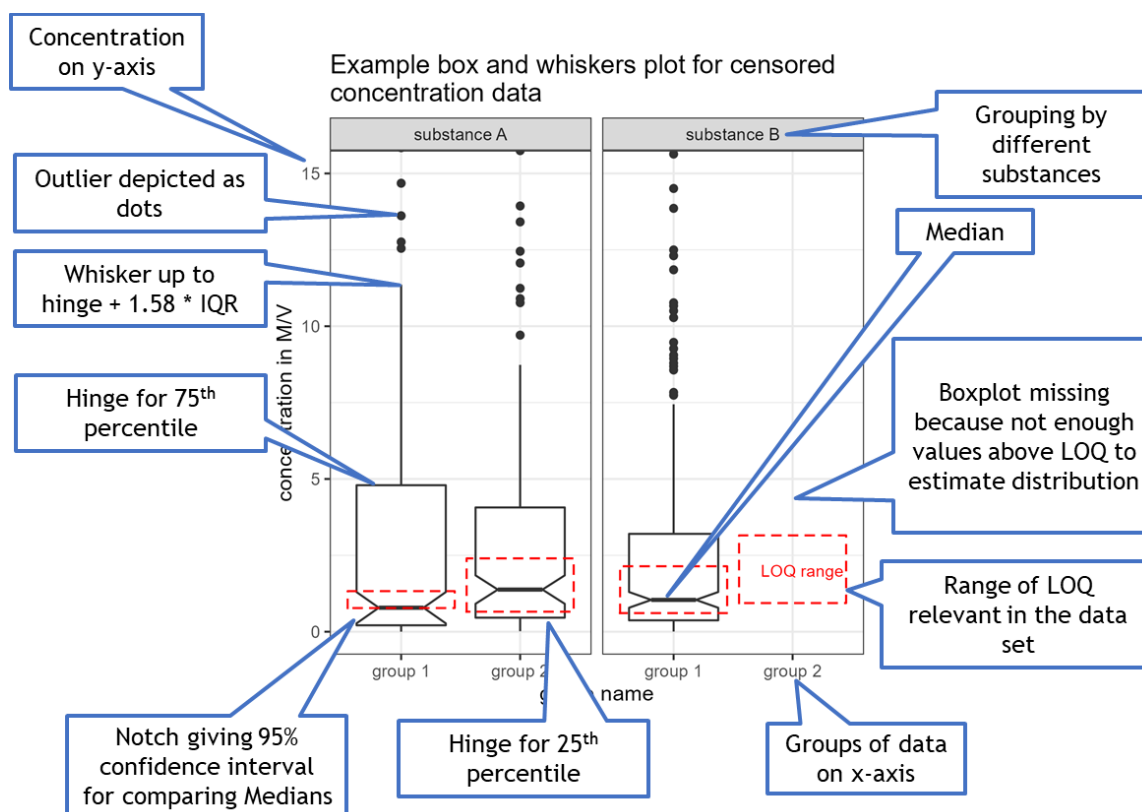 Concentration
on y-axis
Example box and whiskers plot for censored
concentration data
substance A
substance B
Grouping by
different
substances
15
Outlier depicted as
dots
Median
Whisker up to
hinge + 1.58 * IQR
10
concentration in M/V
Hinge for 75th
percentile
Boxplot missing
because not enough
values above LOQ to
estimate distribution
5
LOQ range
Range of LOQ
relevant in the data
set
0
group 1
group 2
group 1
group 2
name
Notch giving 95%
confidence interval
for comparing Medians
Hinge for 25th
percentile
Groups of data
on x-axis